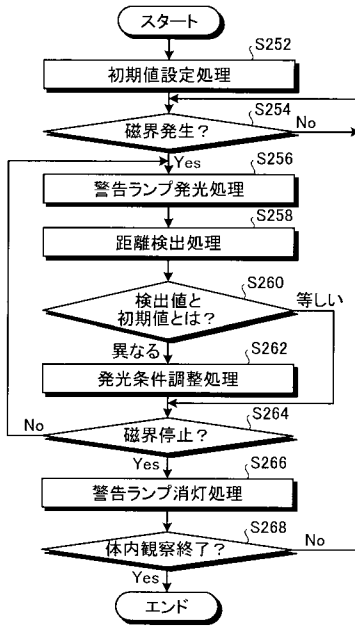 スタート
S252
初期値設定処理
S254
磁界発生?
No
Yes
S256
警告ランプ発光処理
S258
距離検出処理
S260
検出値と
初期値とは?
等しい
異なる
S262
発光条件調整処理
S264
磁界停止?
No
Yes
S266
警告ランプ消灯処理
S268
体内観察終了?
No
Yes
エンド